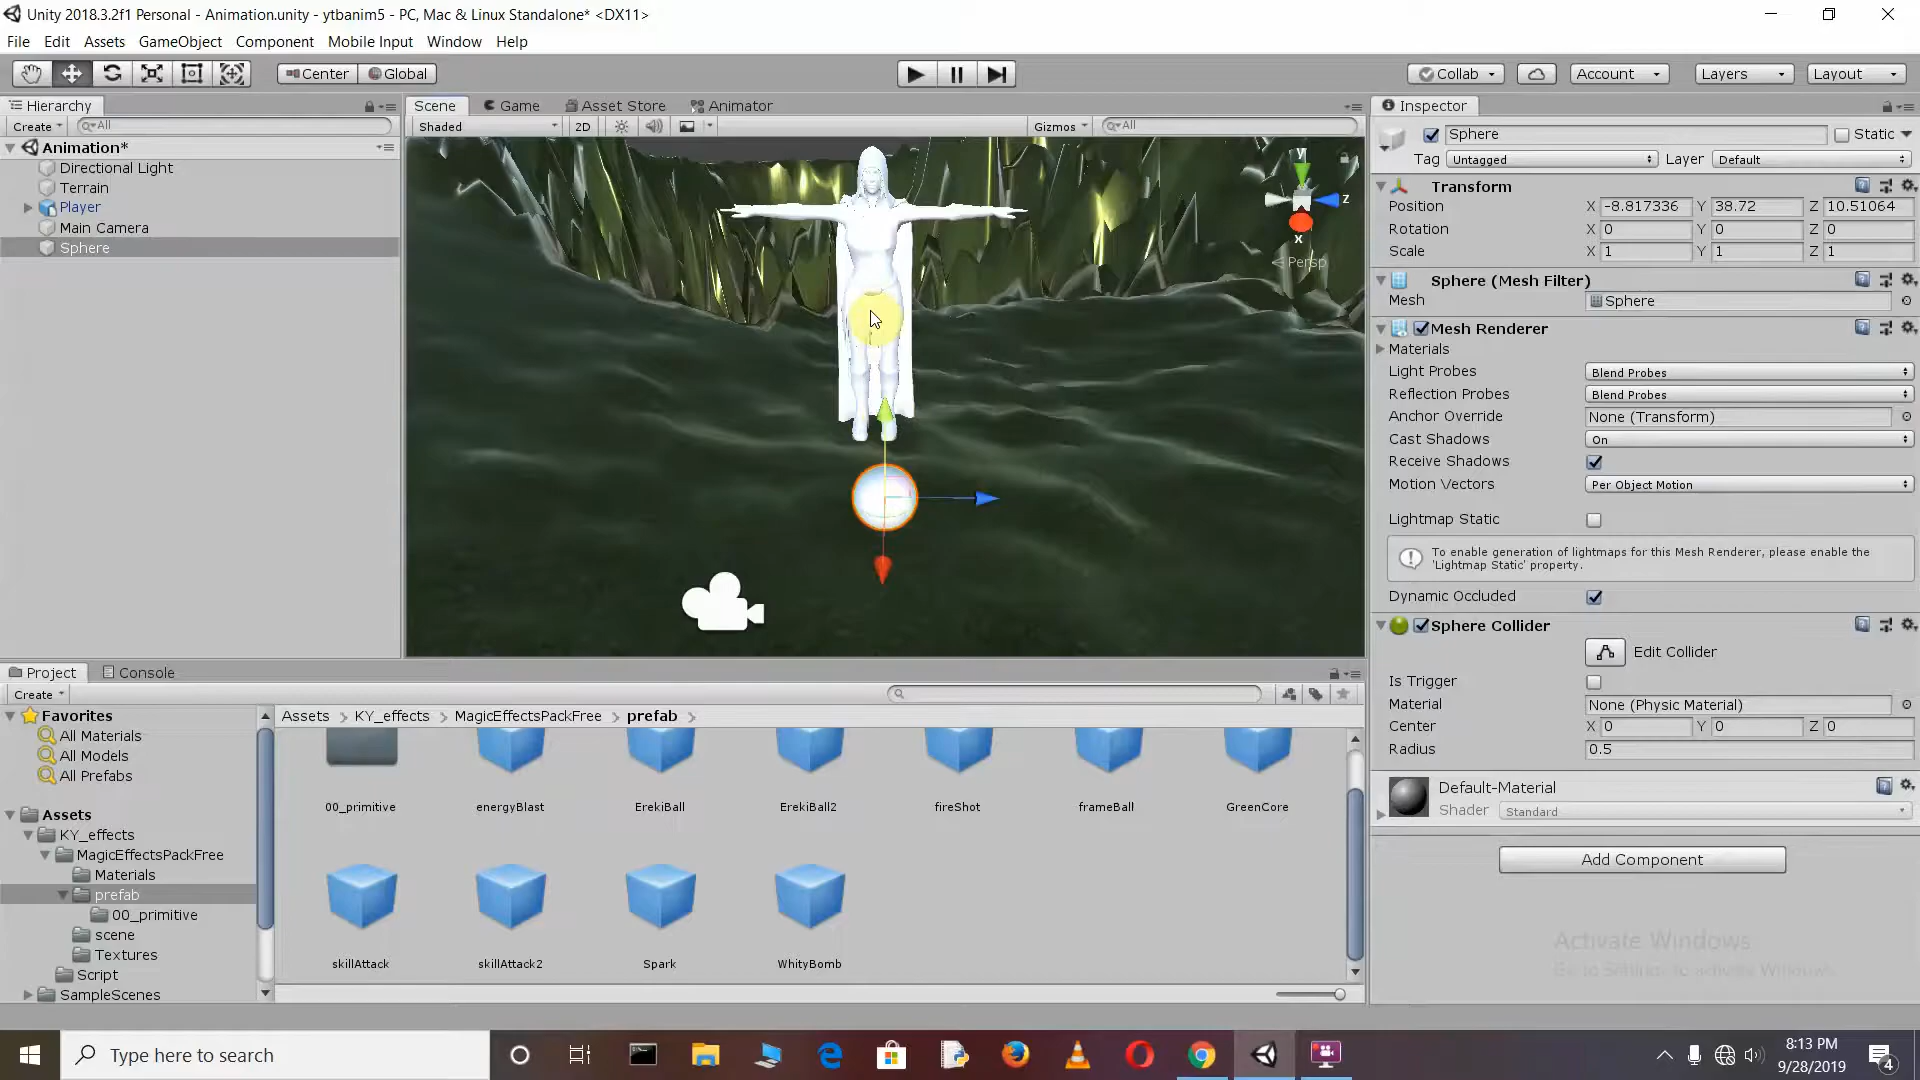 Unity 2018.3.2f1 Personal - Animation.unity - ytbanim5 - PC, Mac & Linux Standalone* <DX11>
File Edit Assets GameObject Component Mobile Input Window Help
Center Global Collab Account Layers Layout
Hierarchy
Create All
Animation*
Directional Light
Terrain
Player
Main Camera
Sphere
Scene Game Asset Store Animator
Shaded 2D Gizmos All
y
z
x
Persp
Inspector
Sphere Static
Tag Untagged Layer Default
Transform
Position X -8.817336 Y 38.72 Z 10.51064
Rotation X 0 Y 0 Z 0
Scale X 1 Y 1 Z 1
Sphere (Mesh Filter)
Mesh Sphere
Mesh Renderer
Materials
Light Probes Blend Probes
Reflection Probes Blend Probes
Anchor Override None (Transform)
Cast Shadows On
Receive Shadows
Motion Vectors Per Object Motion
Lightmap Static
To enable generation of lightmaps for this Mesh Renderer, please enable the
'Lightmap Static' property.
Dynamic Occluded
Sphere Collider
Edit Collider
Is Trigger
Material None (Physic Material)
Center X 0 Y 0 Z 0
Radius 0.5
Default-Material
Shader Standard
Add Component
Activate Windows
Go to Settings to activate Windows.
Project Console
Create
Favorites
All Materials
All Models
All Prefabs
Assets
KY_effects
MagicEffectsPackFree
Materials
prefab
00_primitive
scene
Textures
Script
SampleScenes
Assets KY_effects MagicEffectsPackFree prefab
00_primitive energyBlast ErekiBall ErekiBall2 fireShot frameBall GreenCore
skillAttack skillAttack2 Spark WhityBomb
Type here to search
8:13 PM
9/28/2019
4